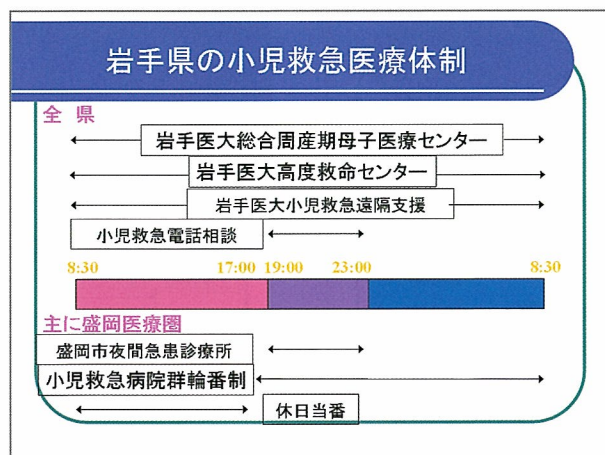 岩手県の小児救急医療体制
全 県
岩手医大総合周産期母子医療センター
岩手医大高度救命センター
岩手医大小児救急遠隔支援
小児救急電話相談
8:30 17:00 19:00 23:00 8:30
主に盛岡医療圏
盛岡市夜間急患診療所
小児救急病院群輪番制
休日当番